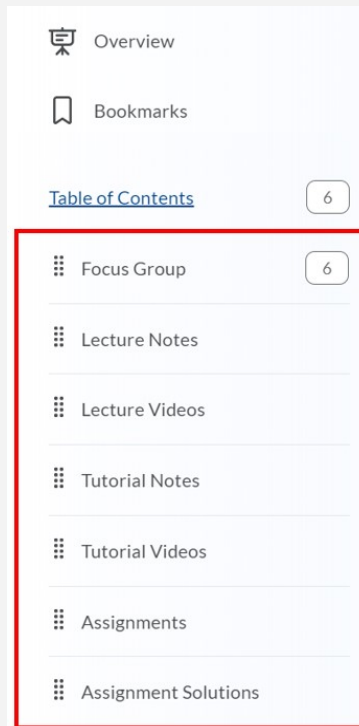 Overview
Bookmarks
Table of Contents 6
Focus Group 6
Lecture Notes
Lecture Videos
Tutorial Notes
Tutorial Videos
Assignments
Assignment Solutions